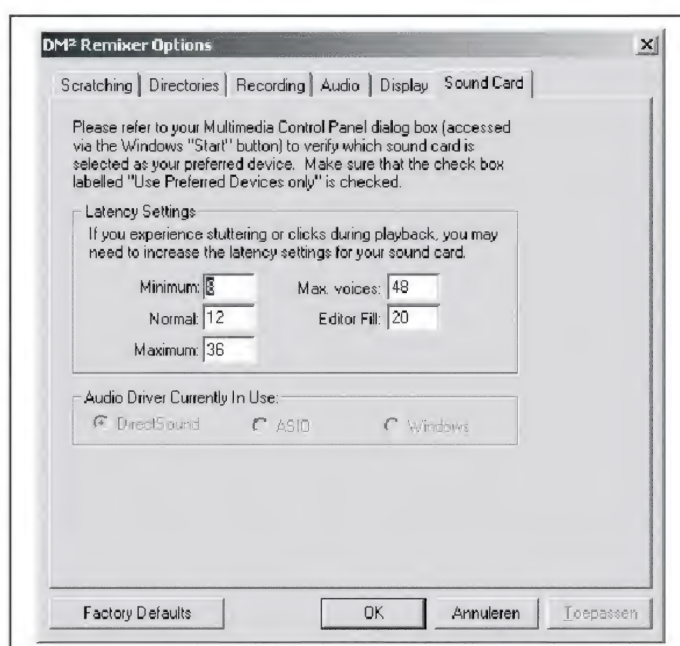 DM² Remixer Options
Scratching Directories Recording Audio Display Sound Card
Please refer to your Multimedia Control Panel dialog box (accessed
via the Windows "Start" button) to verify which sound card is
selected as your preferred device. Make sure that the check box
labelled "Use Preferred Devices only" is checked.
Latency Settings
If you experience stuttering or clicks during playback, you may
need to increase the latency settings for your sound card.
Minimum: 8 Max. voices: 48
Normal: 12 Editor Fill: 20
Maximum: 36
Audio Driver Currently In Use:
DirectSound ASIO Windows
Factory Defaults OK Annuleren Toepassen